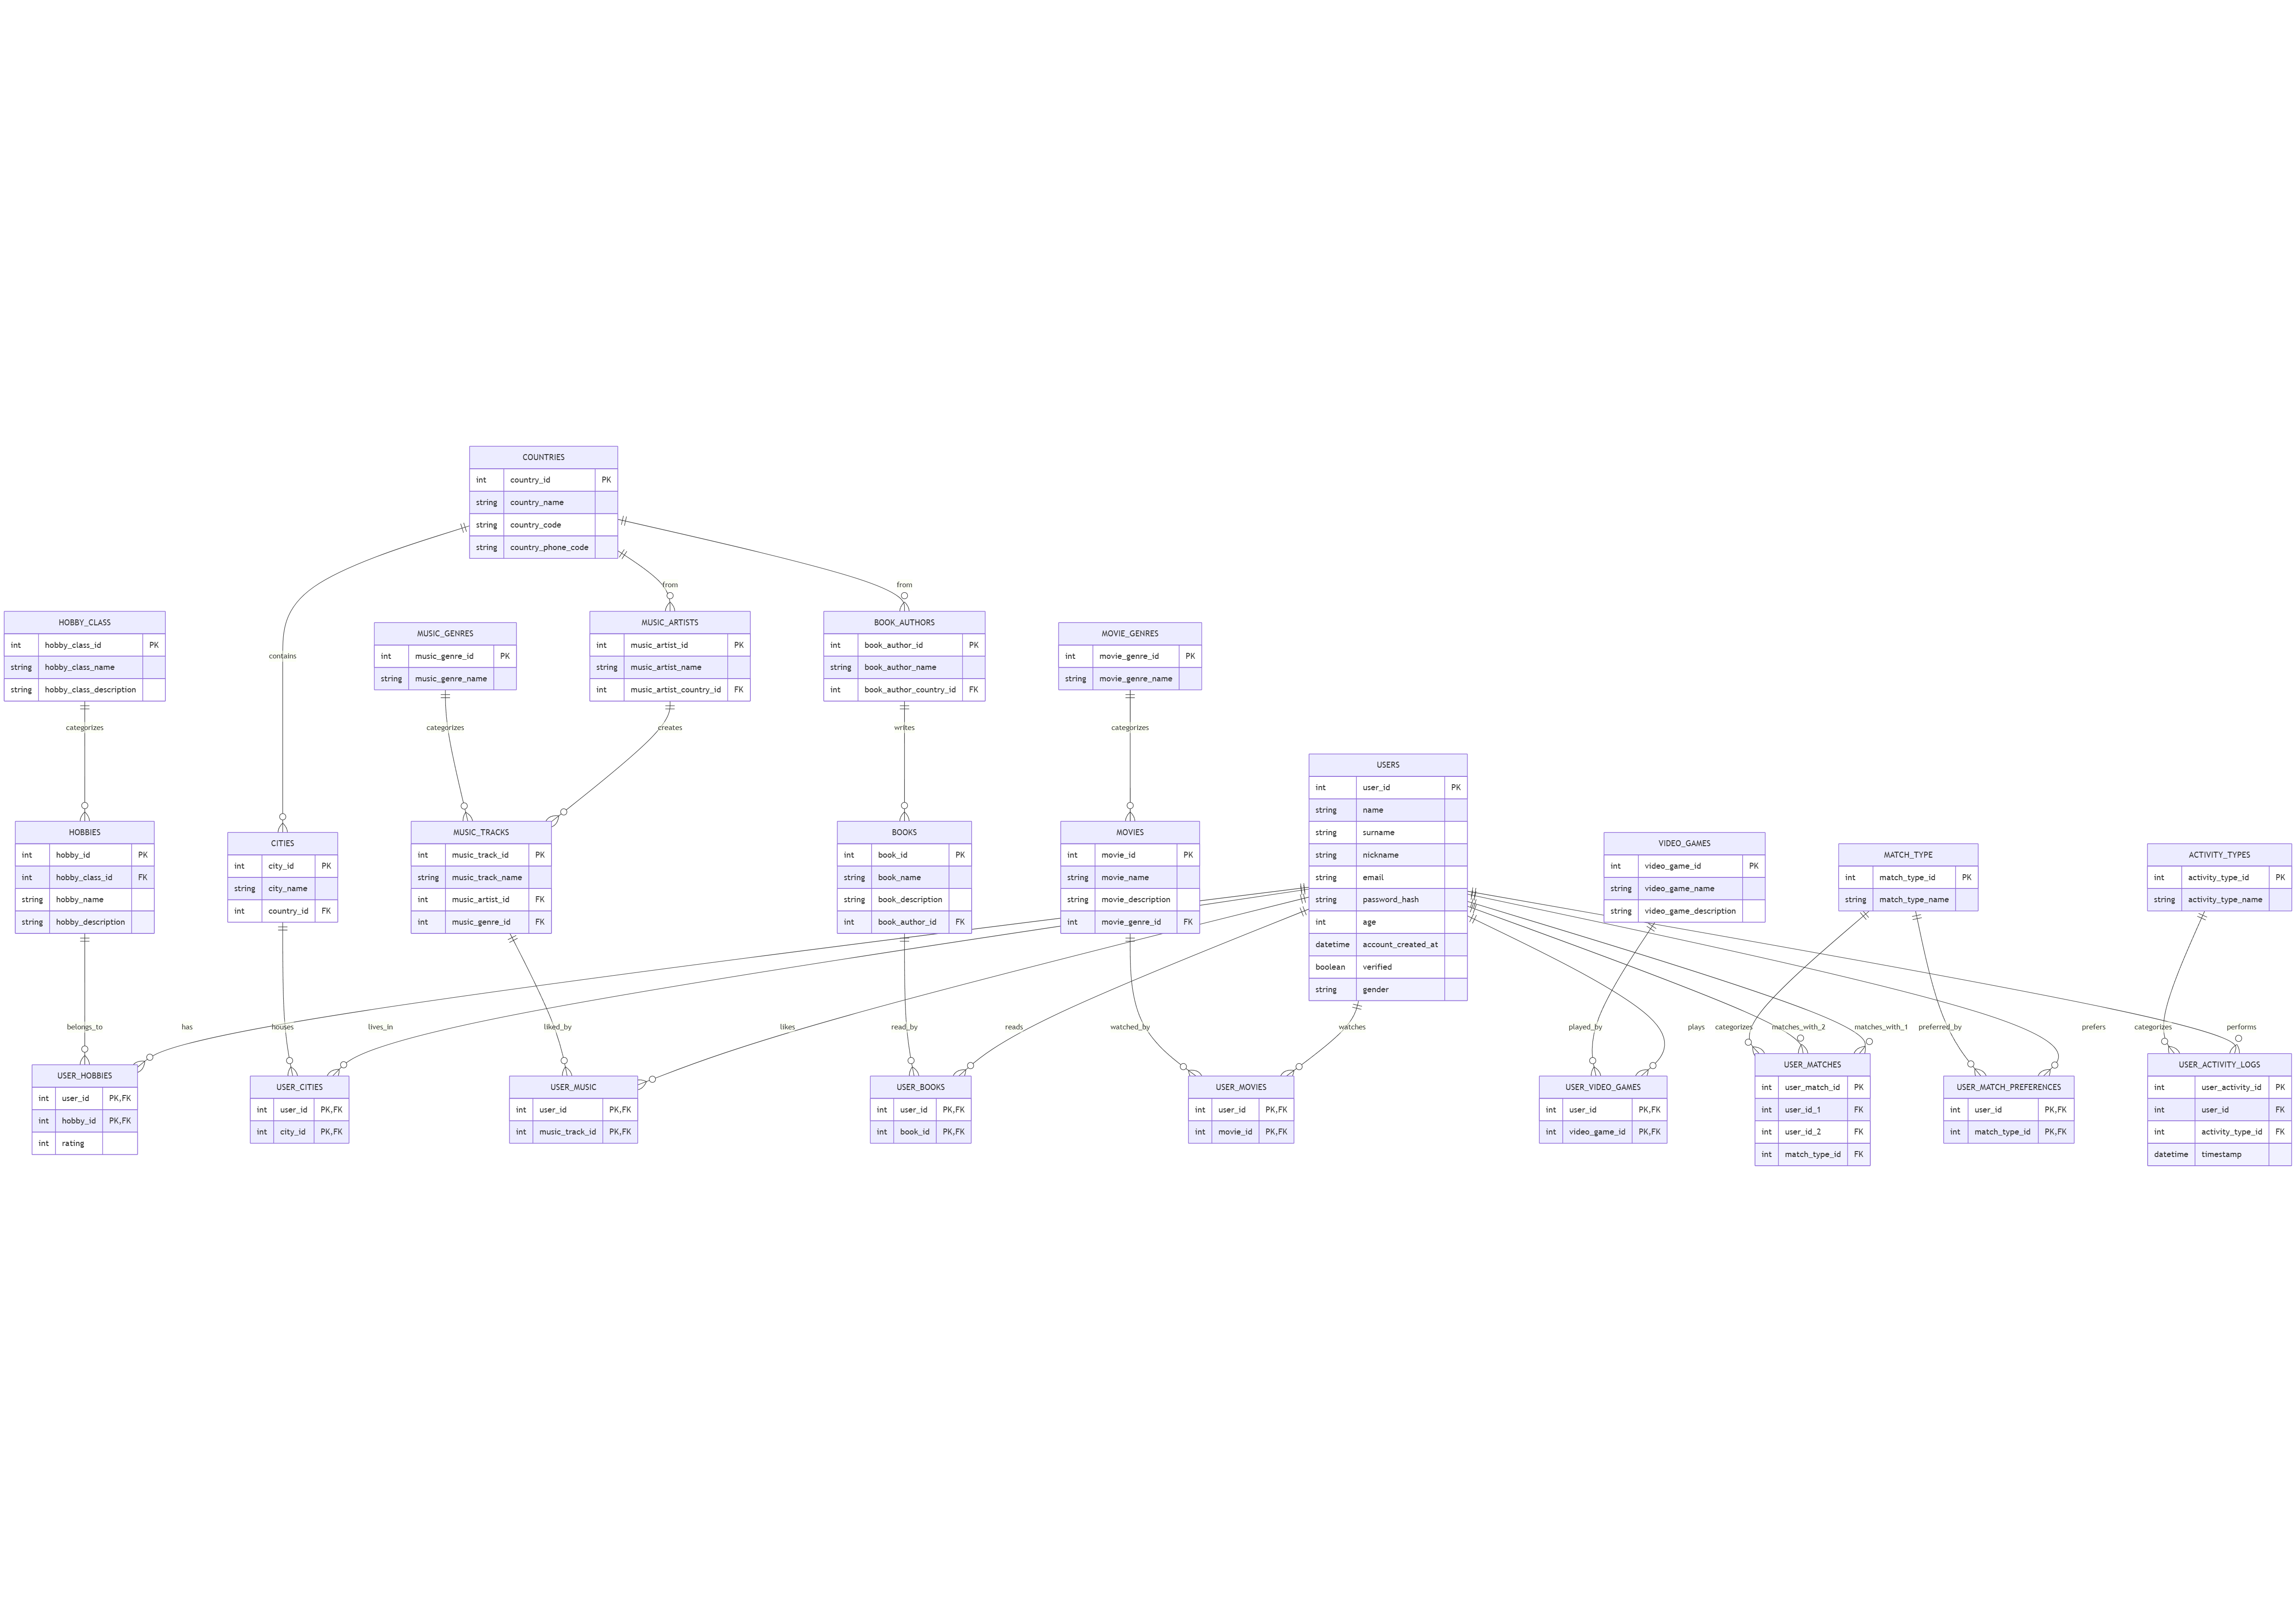 COUNTRIES
int country_id PK
string country_name
string country_code
string country_phone_code
from
from
contains
HOBBY_CLASS
int hobby_class_id PK
string hobby_class_name
string hobby_class_description
MUSIC_GENRES
int music_genre_id PK
string music_genre_name
MUSIC_ARTISTS
int music_artist_id PK
string music_artist_name
int music_artist_country_id FK
BOOK_AUTHORS
int book_author_id PK
string book_author_name
int book_author_country_id FK
MOVIE_GENRES
int movie_genre_id PK
string movie_genre_name
categorizes
categorizes
creates
writes
categorizes
HOBBIES
int hobby_id PK
int hobby_class_id FK
string hobby_name
string hobby_description
CITIES
int city_id PK
string city_name
int country_id FK
MUSIC_TRACKS
int music_track_id PK
string music_track_name
int music_artist_id FK
int music_genre_id FK
BOOKS
int book_id PK
string book_name
string book_description
int book_author_id FK
MOVIES
int movie_id PK
string movie_name
string movie_description
int movie_genre_id FK
USERS
int user_id PK
string name
string surname
string nickname
string email
string password_hash
int age
datetime account_created_at
boolean verified
string gender
VIDEO_GAMES
int video_game_id PK
string video_game_name
string video_game_description
MATCH_TYPE
int match_type_id PK
string match_type_name
ACTIVITY_TYPES
int activity_type_id PK
string activity_type_name
belongs_to
has
houses
lives_in
liked_by
likes
read_by
reads
watched_by
watches
played_by
plays
categorizes
matches_with_2
matches_with_1
preferred_by
prefers
categorizes
performs
USER_HOBBIES
int user_id PK,FK
int hobby_id PK,FK
int rating
USER_CITIES
int user_id PK,FK
int city_id PK,FK
USER_MUSIC
int user_id PK,FK
int music_track_id PK,FK
USER_BOOKS
int user_id PK,FK
int book_id PK,FK
USER_MOVIES
int user_id PK,FK
int movie_id PK,FK
USER_VIDEO_GAMES
int user_id PK,FK
int video_game_id PK,FK
USER_MATCHES
int user_match_id PK
int user_id_1 FK
int user_id_2 FK
int match_type_id FK
USER_MATCH_PREFERENCES
int user_id PK,FK
int match_type_id PK,FK
USER_ACTIVITY_LOGS
int user_activity_id PK
int user_id FK
int activity_type_id FK
datetime timestamp